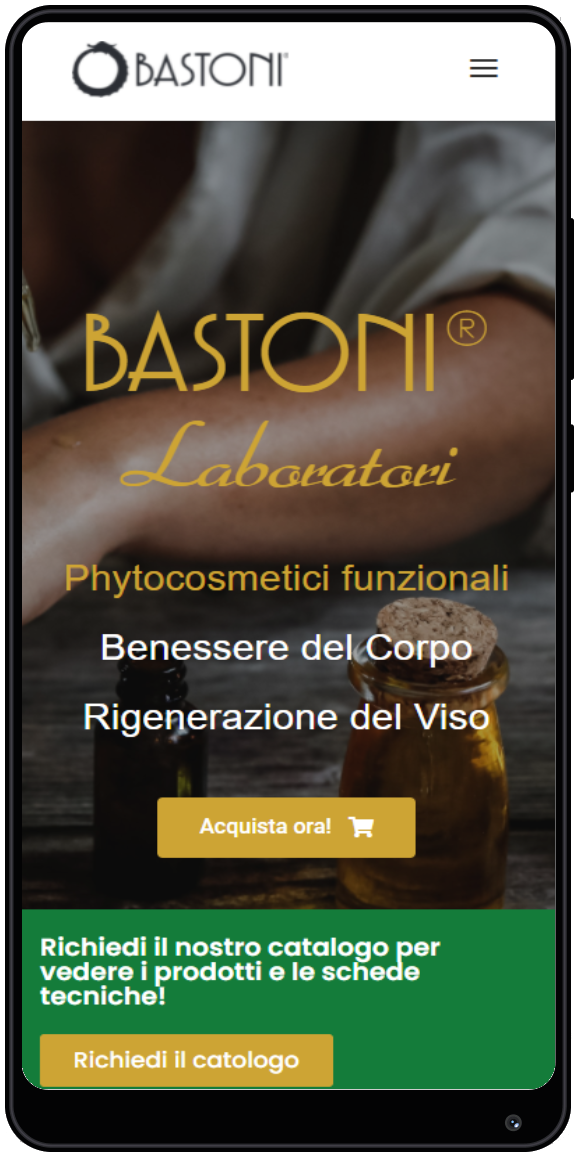 BASTONI®
BASTONI®
Laboratori
Phytocosmetici funzionali
Benessere del Corpo
Rigenerazione del Viso
Acquista ora!
Richiedi il nostro catalogo per
vedere i prodotti e le schede
tecniche!
Richiedi il catologo